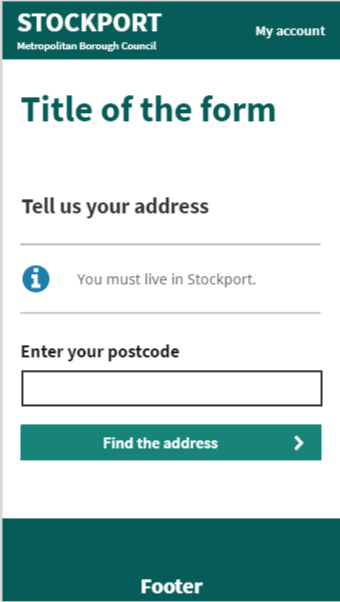 STOCKPORT
Metropolitan Borough Council
My account
Title of the form
Tell us your address
You must live in Stockport.
Enter your postcode
Find the address
Footer